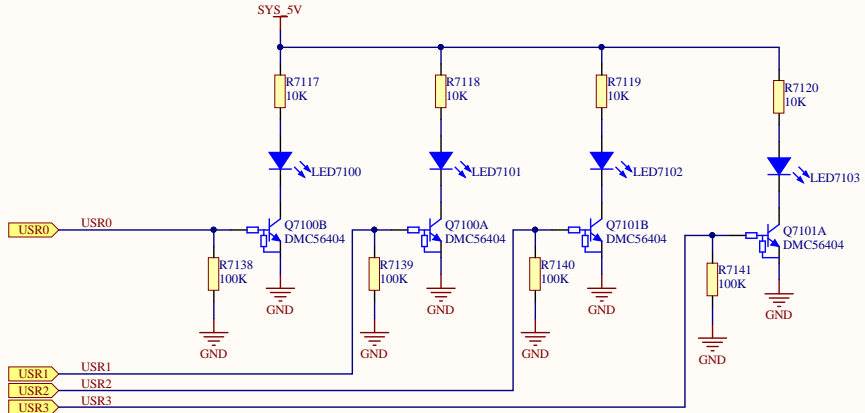 SYS_5V
R7117
10K
R7118
10K
R7119
10K
R7120
10K
LED7100
LED7101
LED7102
LED7103
USR0
USR0
Q7100B
DMC56404
Q7100A
DMC56404
Q7101B
DMC56404
Q7101A
DMC56404
R7138
100K
R7139
100K
R7140
100K
R7141
100K
GND
GND
GND
GND
GND
GND
GND
GND
USR1
USR1
USR2
USR2
USR3
USR3